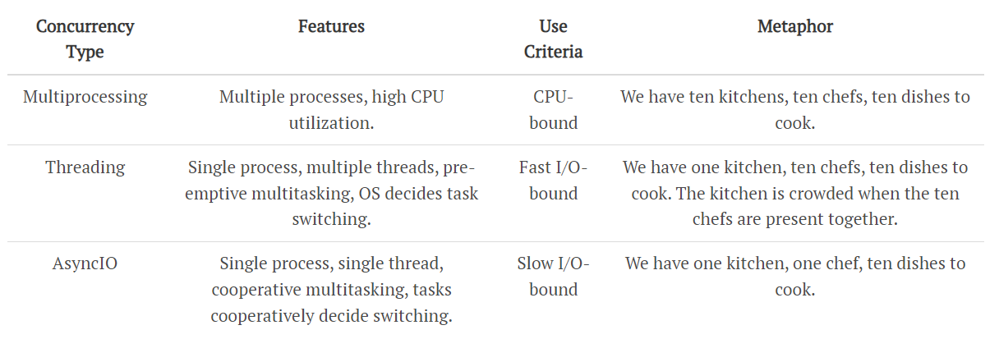 Concurrency Type	Features	Use Criteria	Metaphor
Multiprocessing	Multiple processes, high CPU utilization.	CPU-bound	We have ten kitchens, ten chefs, ten dishes to cook.
Threading	Single process, multiple threads, pre-emptive multitasking, OS decides task switching.	Fast I/O-bound	We have one kitchen, ten chefs, ten dishes to cook. The kitchen is crowded when the ten chefs are present together.
AsyncIO	Single process, single thread, cooperative multitasking, tasks cooperatively decide switching.	Slow I/O-bound	We have one kitchen, one chef, ten dishes to cook.